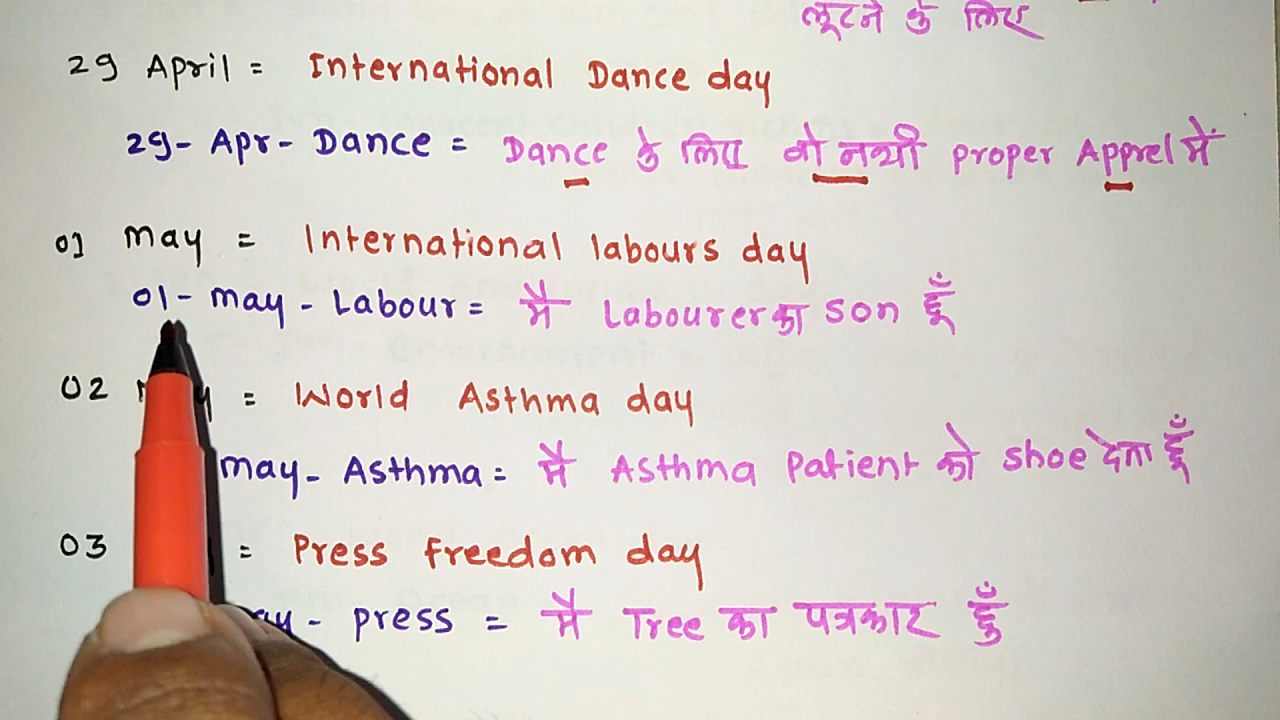 लूटने के लिए
29 April = International Dance day
29- Apr- Dance = Dance के लिए वो नच्ची proper Apprel में
01 may = International labours day
01- may - Labour = मै Labourer का son हूँ
02 = World Asthma day
may- Asthma = मै Asthma Patient को shoe देता हूँ
03 = Press freedom day
- press = मै Tree का पत्रकार हूँ